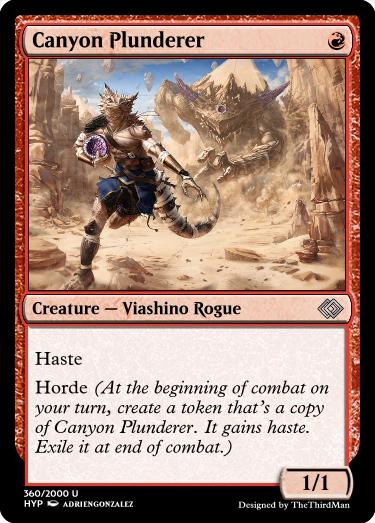 Canyon Plunderer
Creature — Viashino Rogue
Haste
Horde (At the beginning of combat on
your turn, create a token that's a copy
of Canyon Plunderer. It gains haste.
Exile it at end of combat.)
1/1
360/2000 U
HYP ADRIENGONZALEZ
Designed by TheThirdMan